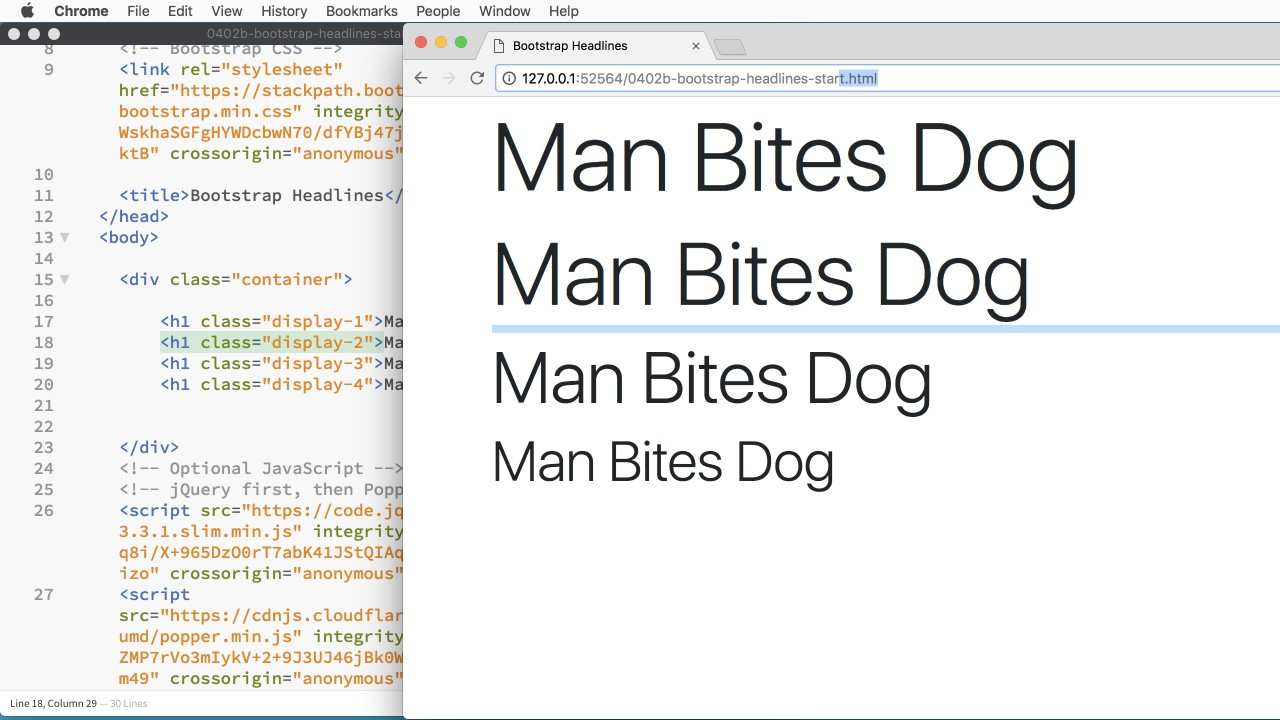 Chrome File Edit View History Bookmarks People Window Help
0402b-bootstrap-headlines-star
8 <!-- Bootstrap CSS -->
9 <link rel="stylesheet"
href="https://stackpath.boot
bootstrap.min.css" integrity
WskhaSGFgHYWDcbwN70/dfYBj47j
ktB" crossorigin="anonymous"
10
11 <title>Bootstrap Headlines</
12 </head>
13 <body>
14
15 <div class="container">
16
17 <h1 class="display-1">Ma
18 <h1 class="display-2">Ma
19 <h1 class="display-3">Ma
20 <h1 class="display-4">Ma
21
22
23 </div>
24 <!-- Optional JavaScript -->
25 <!-- jQuery first, then Popp
26 <script src="https://code.jq
3.3.1.slim.min.js" integrity
q8i/X+965DzO0rT7abK41JStQIAq
izo" crossorigin="anonymous"
27 <script
src="https://cdnjs.cloudflar
umd/popper.min.js" integrity
ZMP7rVo3mIykV+2+9J3UJ46jBk0W
m49" crossorigin="anonymous"
Line 18, Column 29 — 30 Lines
Bootstrap Headlines
127.0.0.1:52564/0402b-bootstrap-headlines-start.html
Man Bites Dog
Man Bites Dog
Man Bites Dog
Man Bites Dog